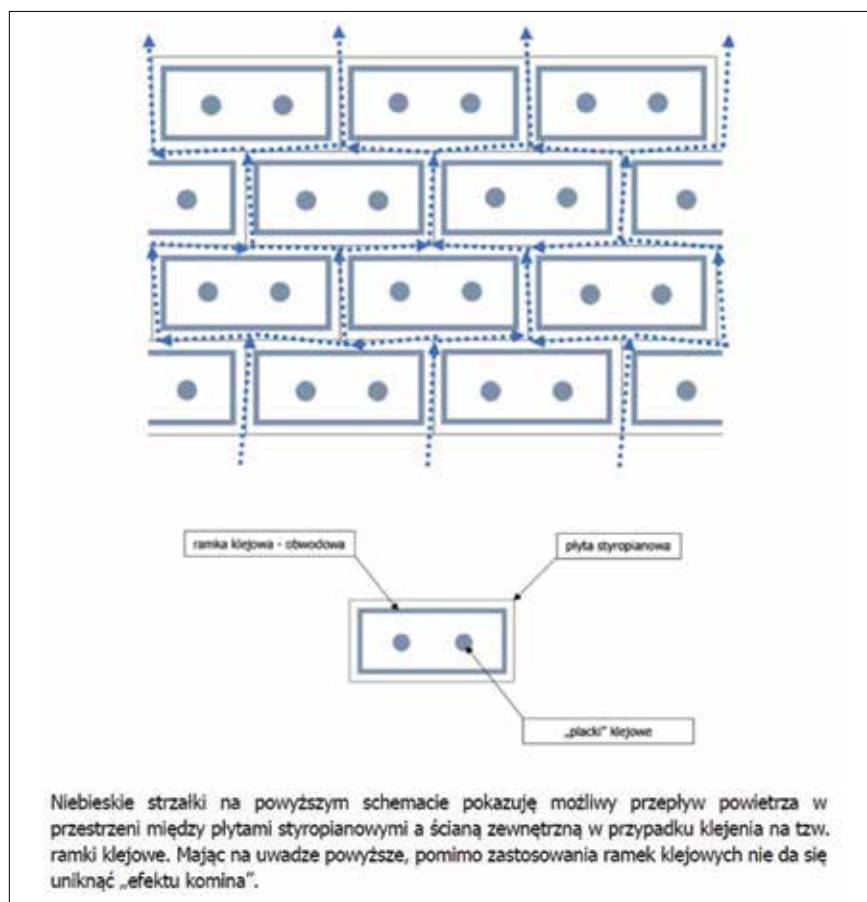 ramka klejowa - obwodowa
płyta styropianowa
„placki” klejowe
Niebieskie strzałki na powyższym schemacie pokazuję możliwy przepływ powietrza w
przestrzeni między płytami styropianowymi a ścianą zewnętrzną w przypadku klejenia na tzw.
ramki klejowe. Mając na uwadze powyższe, pomimo zastosowania ramek klejowych nie da się
uniknąć „efektu komina”.